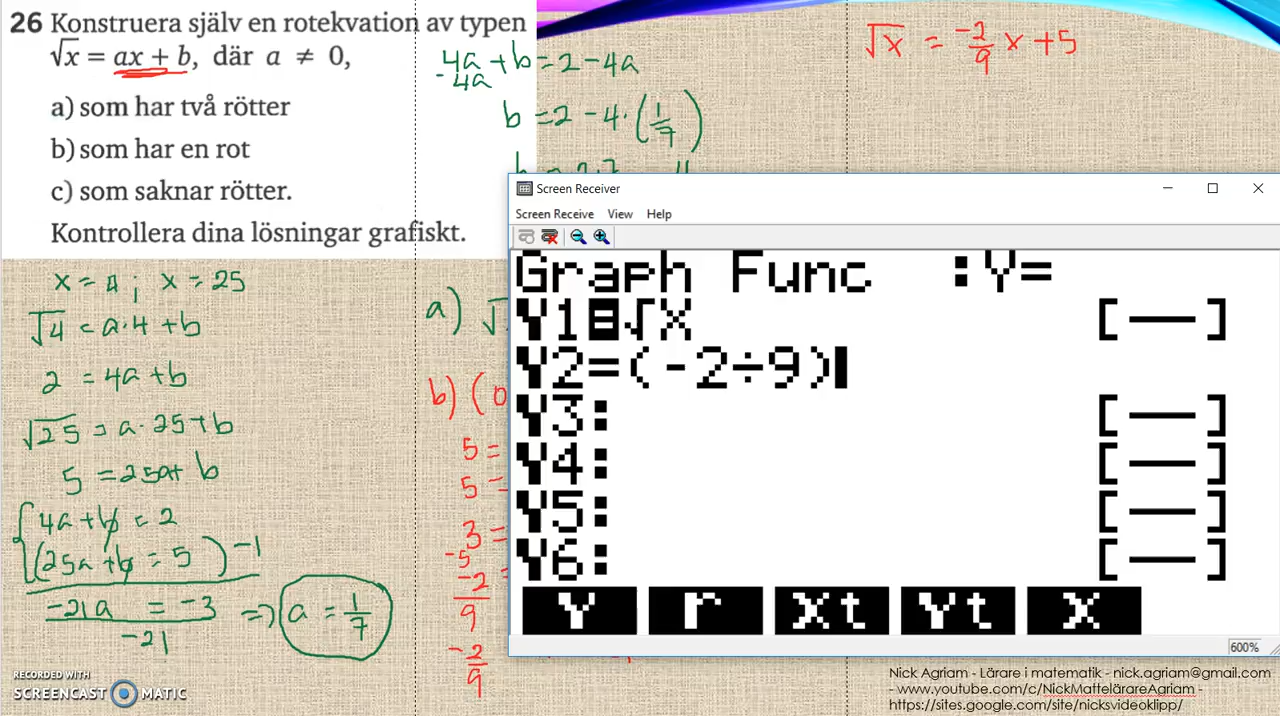 26 Konstruera själv en rotekvation av typen
√x = ax + b, där a ≠ 0,
a) som har två rötter
b) som har en rot
c) som saknar rötter.
Kontrollera dina lösningar grafiskt.
x = 4 ; x = 25
√4 = a·4 + b
2 = 4a + b
√25 = a·25 + b
5 = 25a + b
4a + b = 2
(25a + b = 5) -1
-21a = -3 => a = 1/7
-21
4a + b = 2 - 4a
-4a
b = 2 - 4·(1/7)
a) √
b) (0
5 =
5 =
3 =
-5
-2
9
-2/9
√x = -2/9 x + 5
Screen Receiver
Screen Receive View Help
Graph Func :Y=
Y1=√X [—]
Y2=(-2÷9)
Y3: [—]
Y4: [—]
Y5: [—]
Y6: [—]
Y r Xt Yt X
600%
RECORDED WITH
SCREENCAST MATIC
Nick Agriam - Lärare i matematik - nick.agriam@gmail.com
- www.youtube.com/c/NickMattelärareAgriam -
https://sites.google.com/site/nicksvideoklipp/